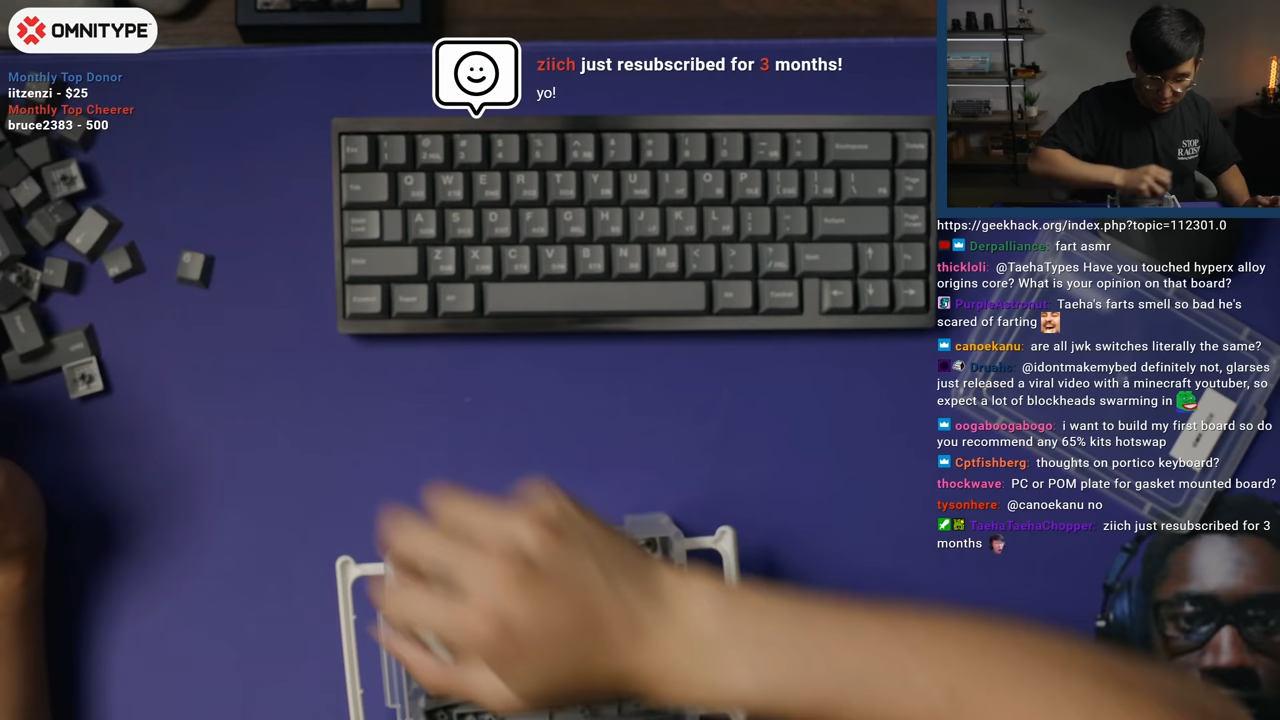 OMNITYPE
Monthly Top Donor
iitzenzi - $25
Monthly Top Cheerer
bruce2383 - 500
ziich just resubscribed for 3 months!
yo!
STOP
https://geekhack.org/index.php?topic=112301.0
Derpalliance: fart asmr
thickloli: @TaehaTypes Have you touched hyperx alloy
origins core? What is your opinion on that board?
PurpleAstronut: Taeha's farts smell so bad he's
scared of farting
canoekanu: are all jwk switches literally the same?
Druahc: @idontmakemybed definitely not, glarses
just released a viral video with a minecraft youtuber, so
expect a lot of blockheads swarming in
oogaboogabogo: i want to build my first board so do
you recommend any 65% kits hotswap
Cptfishberg: thoughts on portico keyboard?
thockwave: PC or POM plate for gasket mounted board?
tysonhere: @canoekanu no
TaehaTaehaChopper: ziich just resubscribed for 3
months
Esc
Q W E R T Y U I O P
A S D F G H J K L
Z X C V B N M